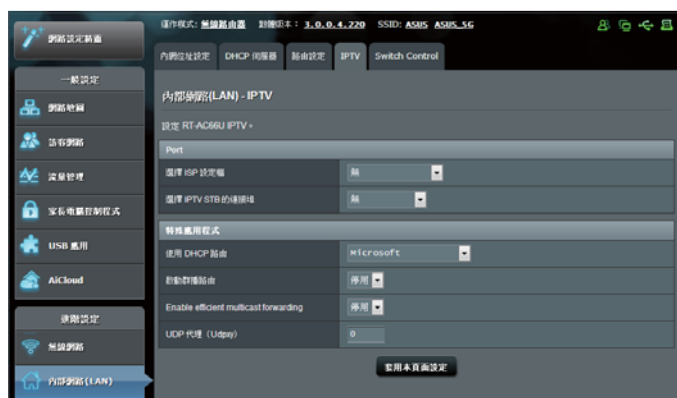 運作模式: 無線路由器 韌體版本: 3.0.0.4.220 SSID: ASUS ASUS_5G
網路設定精靈
內網位址設定 DHCP 伺服器 路由設定 IPTV Switch Control
一般設定
網路地圖
訪客網路
流量管理
家長電腦控制程式
USB 應用
AiCloud
進階設定
無線網路
內部網路(LAN)
內部網路(LAN) - IPTV
設定 RT-AC66U IPTV。
Port
選擇 ISP 設定檔 無
選擇 IPTV STB 的連接埠 無
特殊應用程式
使用 DHCP 路由 Microsoft
啟動群播路由 停用
Enable efficient multicast forwarding 停用
UDP 代理 (Udpxy) 0
套用本頁面設定